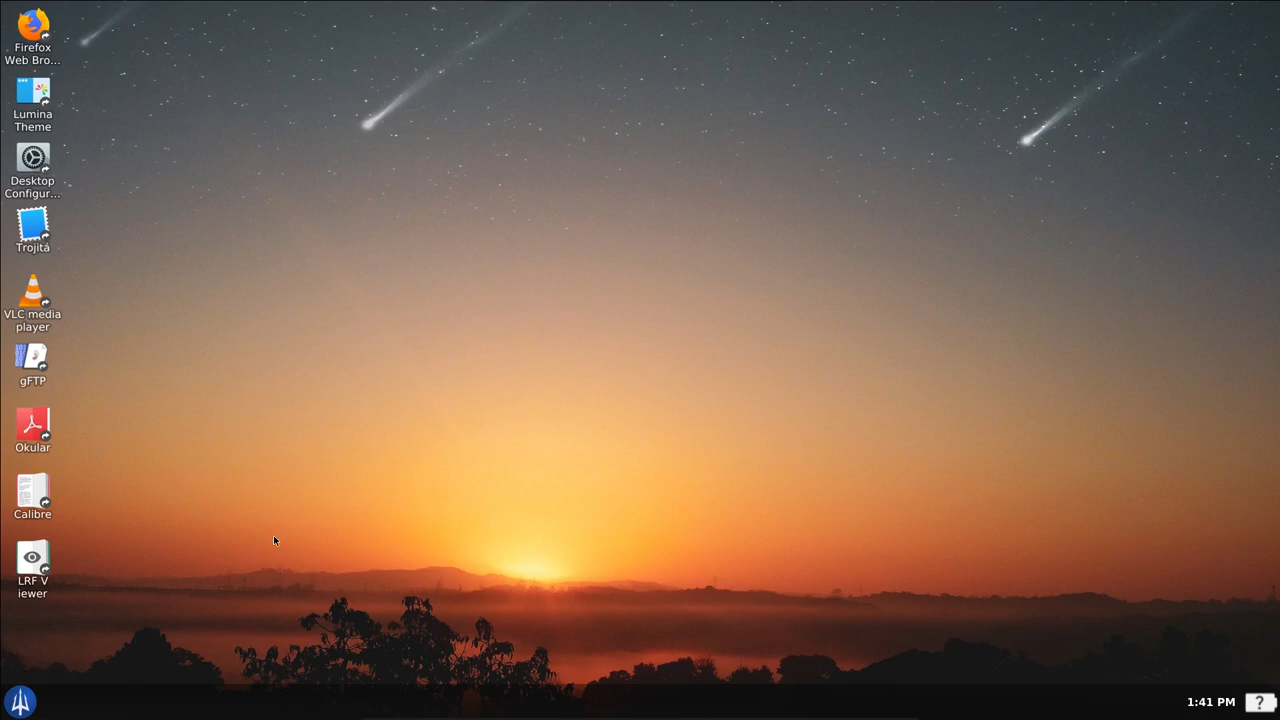 Firefox
Web Bro...
Lumina
Theme
Desktop
Configur...
Trojitá
VLC media
player
gFTP
Okular
Calibre
LRF V
iewer
1:41 PM
?